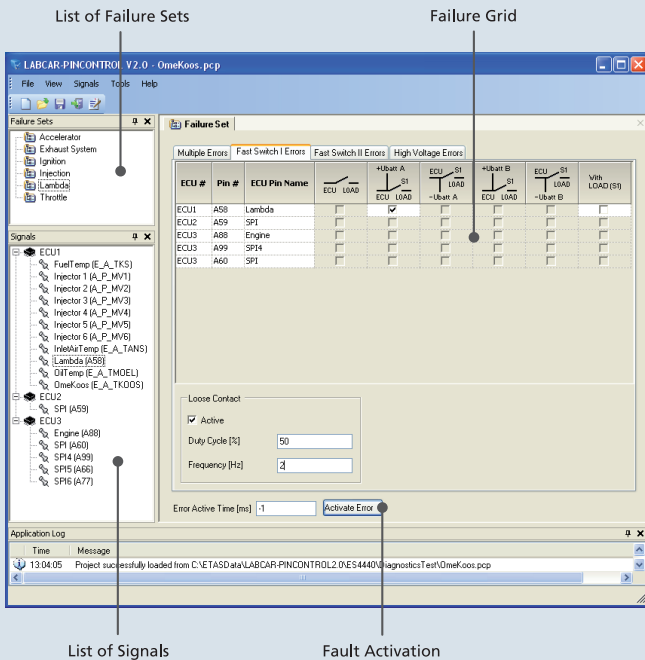 List of Failure Sets
Failure Grid
LABCAR-PINCONTROL V2.0 - OmeKoos.pcp
File View Signals Tools Help
Failure Sets
Accelerator
Exhaust System
Ignition
Injection
Lambda
Throttle
Signals
ECU1
FuelTemp (E_A_TKS)
Injector 1 (A_P_MV1)
Injector 2 (A_P_MV2)
Injector 3 (A_P_MV3)
Injector 4 (A_P_MV4)
Injector 5 (A_P_MV5)
Injector 6 (A_P_MV6)
InletAirTemp (E_A_TANS)
Lambda (A58)
OilTemp (E_A_TMOEL)
OmeKoos (E_A_TKOOS)
ECU2
SPI (A59)
ECU3
Engine (A88)
SPI (A60)
SPI4 (A99)
SPI5 (A66)
SPI6 (A77)
Failure Set
Multiple Errors Fast Switch I Errors Fast Switch II Errors High Voltage Errors
ECU # Pin # ECU Pin Name
ECU LOAD
+Ubatt A S1 ECU LOAD
ECU S1 LOAD -Ubatt A
+Ubatt B S1 ECU LOAD
ECU S1 LOAD -Ubatt B
With LOAD (S1)
ECU1 A58 Lambda
ECU2 A59 SPI
ECU3 A88 Engine
ECU3 A99 SPI4
ECU3 A60 SPI
Loose Contact
Active
Duty Cycle [%] 50
Frequency [Hz] 2
Error Active Time [ms] -1 Activate Error
Application Log
Time Message
13:04:05 Project successfully loaded from C:\ETASData\LABCAR-PINCONTROL2.0\ES4440\DiagnosticsTest\OmeKoos.pcp
List of Signals
Fault Activation